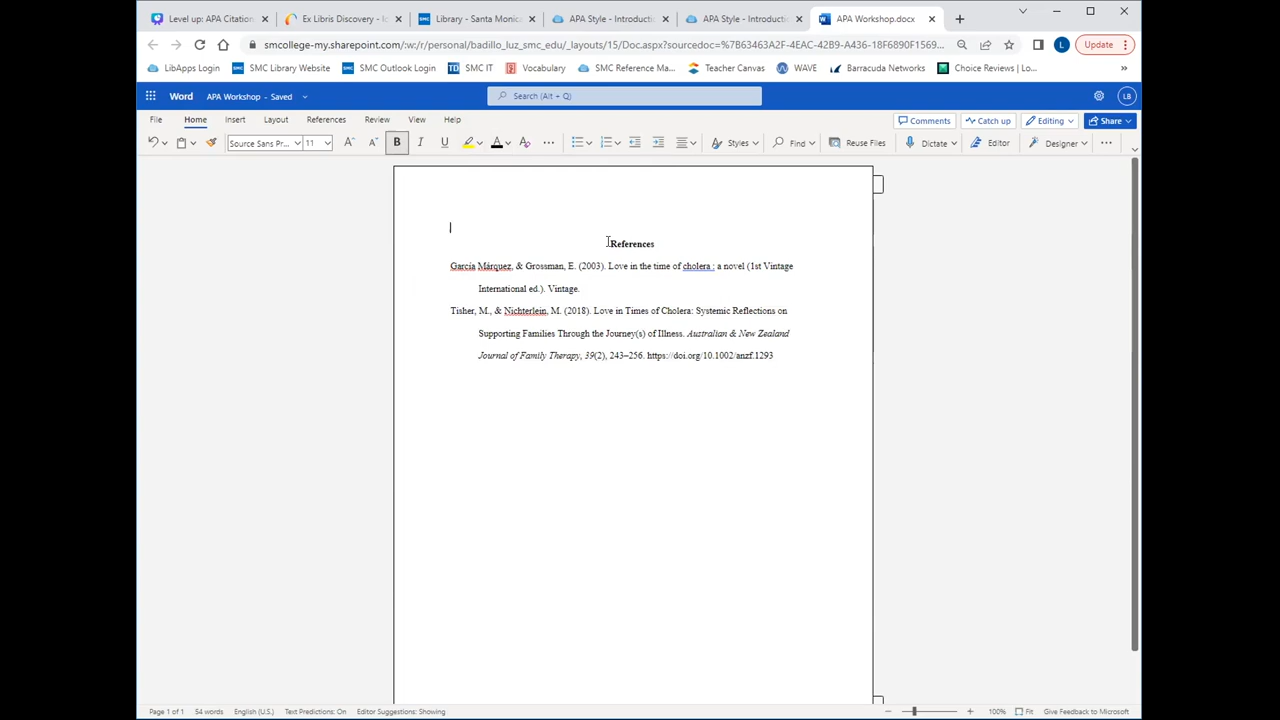 Level up: APA Citation
Ex Libris Discovery - Ic
Library - Santa Monic
APA Style - Introducti
APA Style - Introducti
APA Workshop.docx
smcollege-my.sharepoint.com/:w:/r/personal/badillo_luz_smc_edu/_layouts/15/Doc.aspx?sourcedoc=%7B63463A2F-4EAC-42B9-A436-18F6890F1569...
Update
LibApps Login
SMC Library Website
SMC Outlook Login
SMC IT
Vocabulary
SMC Reference Ma...
Teacher Canvas
WAVE
Barracuda Networks
Choice Reviews | Lo...
Word
APA Workshop - Saved
Search (Alt + Q)
LB
File
Home
Insert
Layout
References
Review
View
Help
Comments
Catch up
Editing
Share
Source Sans Pr...
11
B
I
U
Styles
Find
Reuse Files
Dictate
Editor
Designer
References
García Márquez, & Grossman, E. (2003). Love in the time of cholera : a novel (1st Vintage
International ed.). Vintage.
Tisher, M., & Nichterlein, M. (2018). Love in Times of Cholera: Systemic Reflections on
Supporting Families Through the Journey(s) of Illness. Australian & New Zealand
Journal of Family Therapy, 39(2), 243–256. https://doi.org/10.1002/anzf.1293
Page 1 of 1
54 words
English (U.S.)
Text Predictions: On
Editor Suggestions: Showing
100%
Fit
Give Feedback to Microsoft